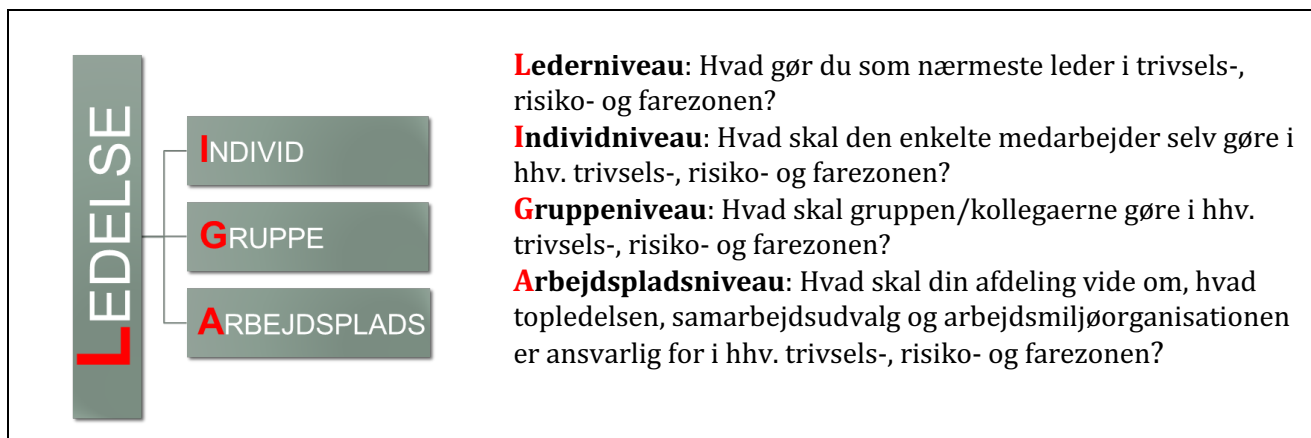 LEDELSE
INDIVID
GRUPPE
ARBEJDSPLADS
Lederniveau: Hvad gør du som nærmeste leder i trivsels-,
risiko- og farezonen?
Individniveau: Hvad skal den enkelte medarbejder selv gøre i
hhv. trivsels-, risiko- og farezonen?
Gruppeniveau: Hvad skal gruppen/kollegaerne gøre i hhv.
trivsels-, risiko- og farezonen?
Arbejdspladsniveau: Hvad skal din afdeling vide om, hvad
topledelsen, samarbejdsudvalg og arbejdsmiljøorganisationen
er ansvarlig for i hhv. trivsels-, risiko- og farezonen?